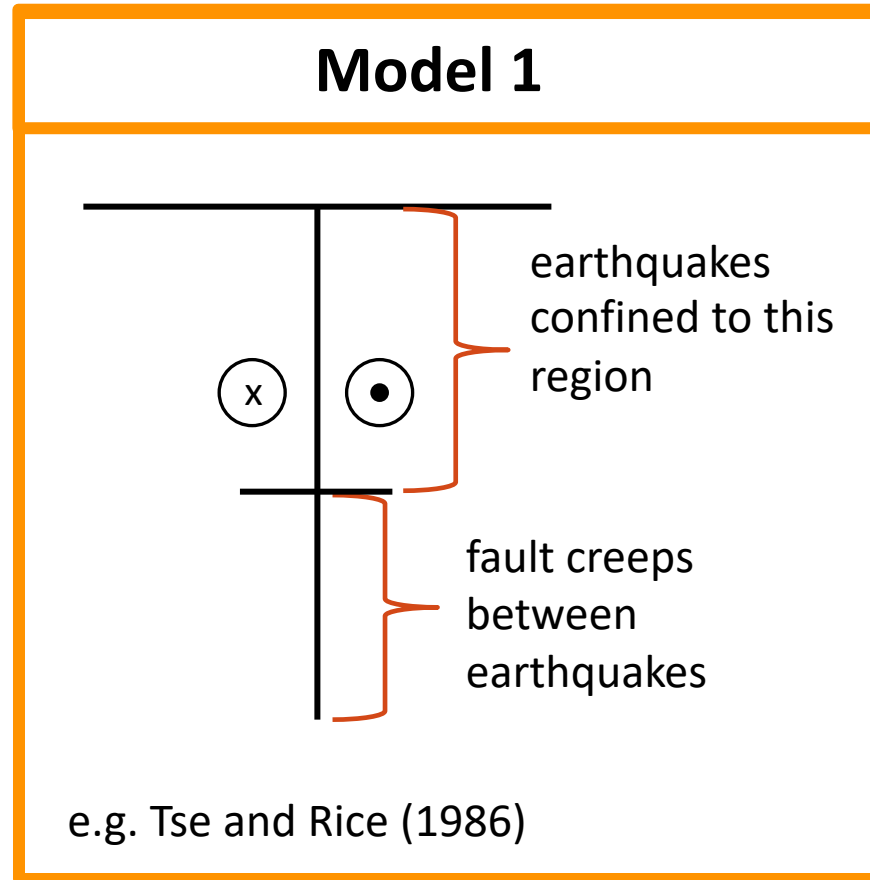 Model 1
earthquakes
confined to this
region
x
fault creeps
between
earthquakes
e.g. Tse and Rice (1986)